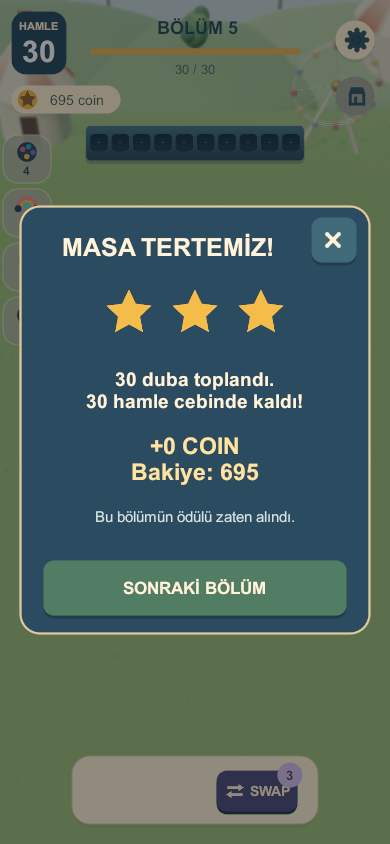 HAMLE
30
BÖLÜM 5
30 / 30
695 coin
4
MASA TERTEMİZ!
30 duba toplandı.
30 hamle cebinde kaldı!
+0 COIN
Bakiye: 695
Bu bölümün ödülü zaten alındı.
SONRAKİ BÖLÜM
3
SWAP